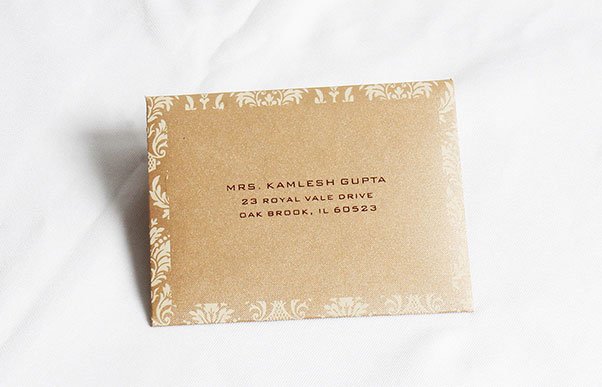 MRS. KAMLESH GUPTA
23 ROYAL VALE DRIVE
OAK BROOK, IL 60523